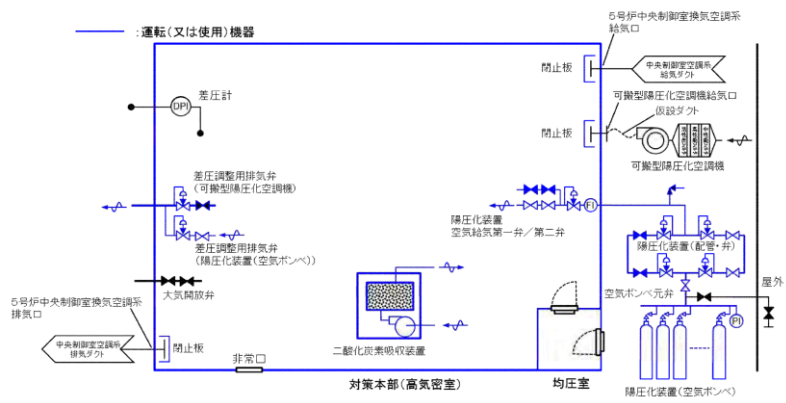 ：運転（又は使用）機器
5号炉中央制御室換気空調系
給気口
閉止板
中央制御室空調系
給気ダクト
差圧計
DPI
可搬型陽圧化空調機給気口
仮設ダクト
閉止板
可搬型陽圧化空調機
差圧調整用排気弁
（可搬型陽圧化空調機）
FI
陽圧化装置
空気給気第一弁／第二弁
差圧調整用排気弁
（陽圧化装置（空気ボンベ））
陽圧化装置（配管・弁）
大気開放弁
空気ボンベ元弁
屋外
5号炉中央制御室換気空調系
排気口
PI
中央制御室空調系
排気ダクト
閉止板
二酸化炭素吸収装置
非常口
対策本部（高気密室）
均圧室
陽圧化装置（空気ボンベ）